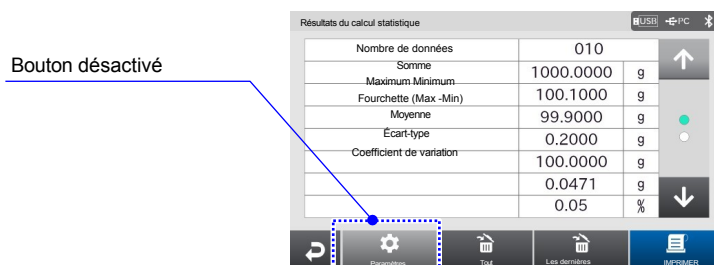 Résultats du calcul statistique
USB PC
Bouton désactivé
Nombre de données 010
Somme 1000.0000 g
Maximum Minimum 100.1000 g
Fourchette (Max -Min) 99.9000 g
Moyenne 0.2000 g
Écart-type 100.0000 g
Coefficient de variation 0.0471 g
0.05 %
Paramètres
Tout
Les dernières
IMPRIMER